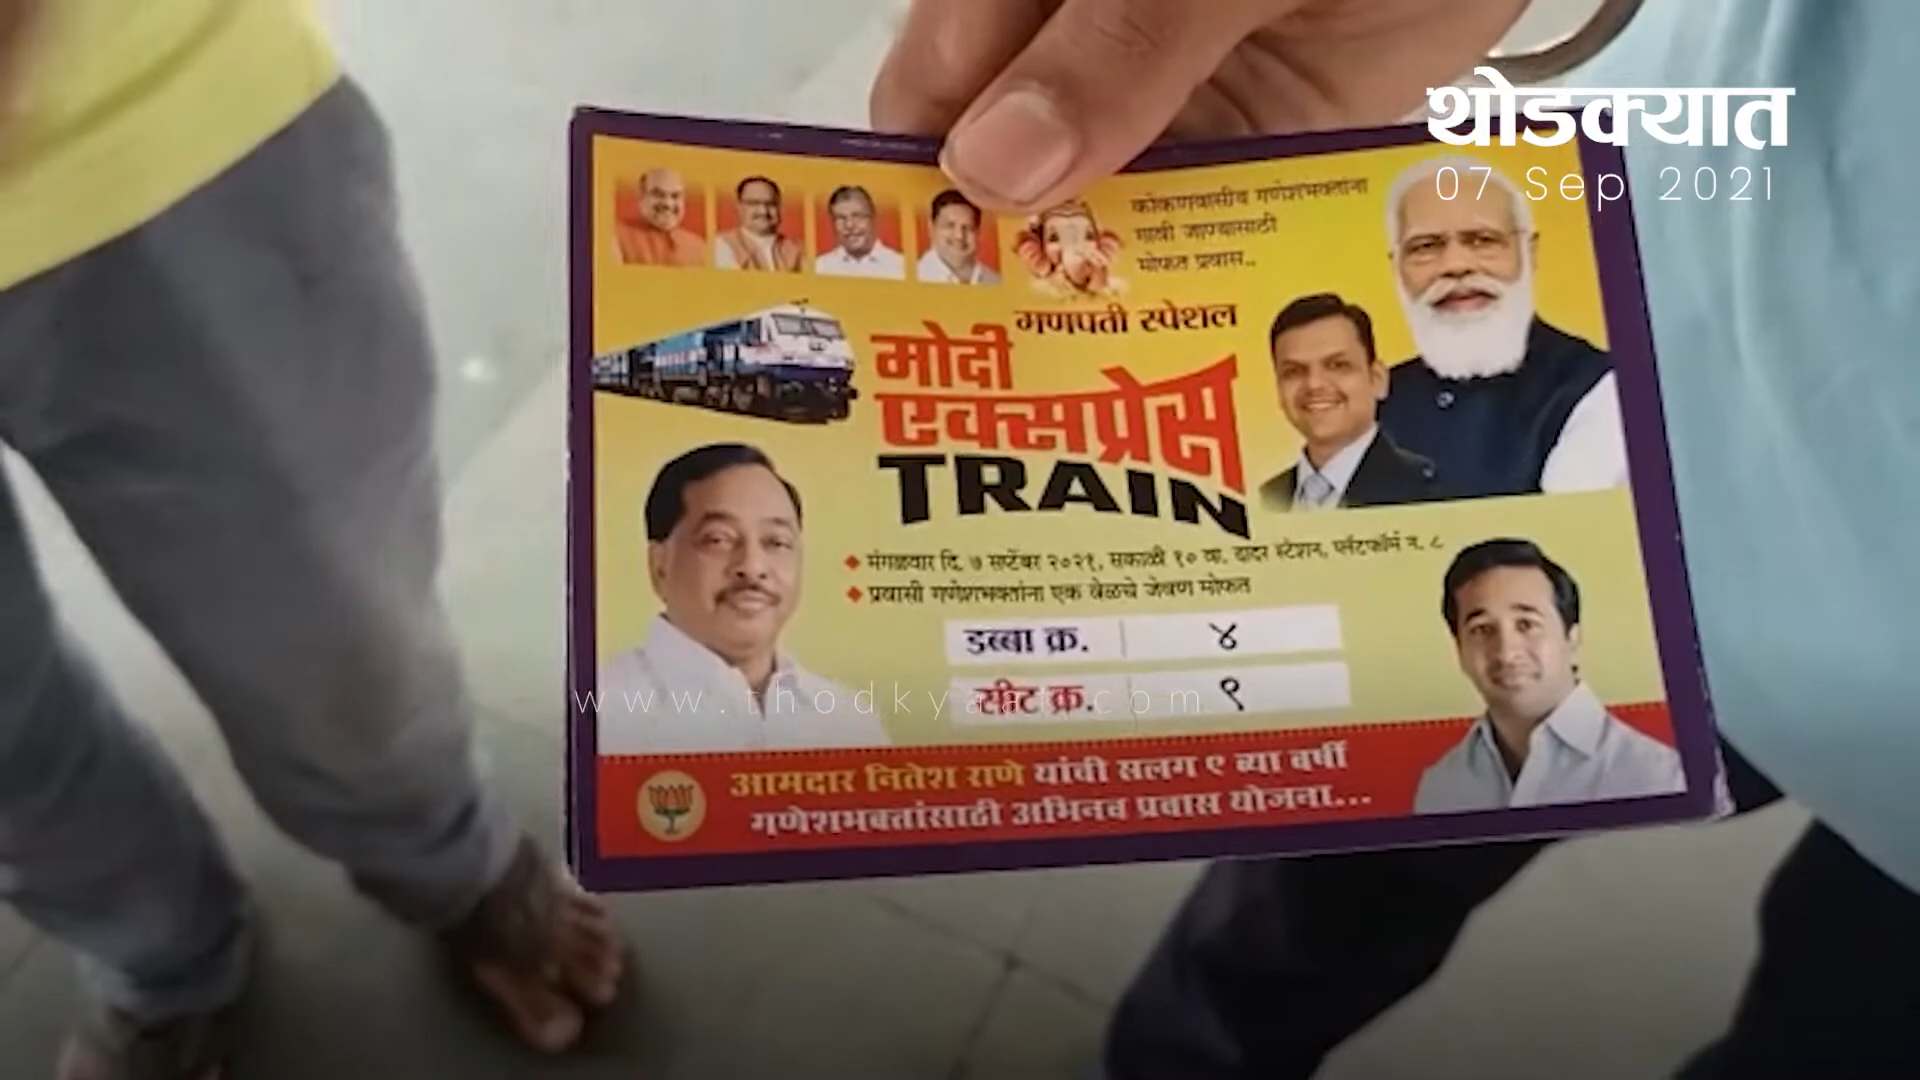 थोडक्यात
07 Sep 2021
कोकणवासीय गणेशभक्तांना
गावी जाण्यासाठी
मोफत प्रवास..
गणपती स्पेशल
मोदी
एक्सप्रेस
TRAIN
मंगळवार दि. ७ सप्टेंबर २०२१, सकाळी १० वा. दादर स्टेशन, प्लॅटफॉर्म न. ८
प्रवासी गणेशभक्तांना एक वेळचे जेवण मोफत
डब्बा क्र. ४
सीट क्र. ९
www.thodkyaat.com
आमदार नितेश राणे यांची सलग ९ व्या वर्षी
गणेशभक्तांसाठी अभिनव प्रवास योजना...